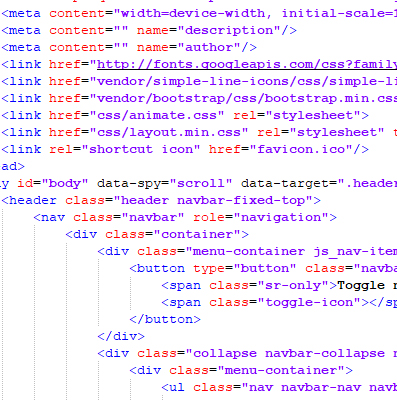 <meta content="width=device-width, initial-scale=1
<meta content="" name="description"/>
<meta content="" name="author"/>
<link href="http://fonts.googleapis.com/css?family
<link href="vendor/simple-line-icons/css/simple-li
<link href="vendor/bootstrap/css/bootstrap.min.css
<link href="css/animate.css" rel="stylesheet">
<link href="css/layout.min.css" rel="stylesheet" t
<link rel="shortcut icon" href="favicon.ico"/>
ead>
y id="body" data-spy="scroll" data-target=".header
<header class="header navbar-fixed-top">
<nav class="navbar" role="navigation">
<div class="container">
<div class="menu-container js_nav-item
<button type="button" class="navba
<span class="sr-only">Toggle n
<span class="toggle-icon"></sp
</button>
</div>
<div class="collapse navbar-collapse n
<div class="menu-container">
<ul class="nav navbar-nav navb